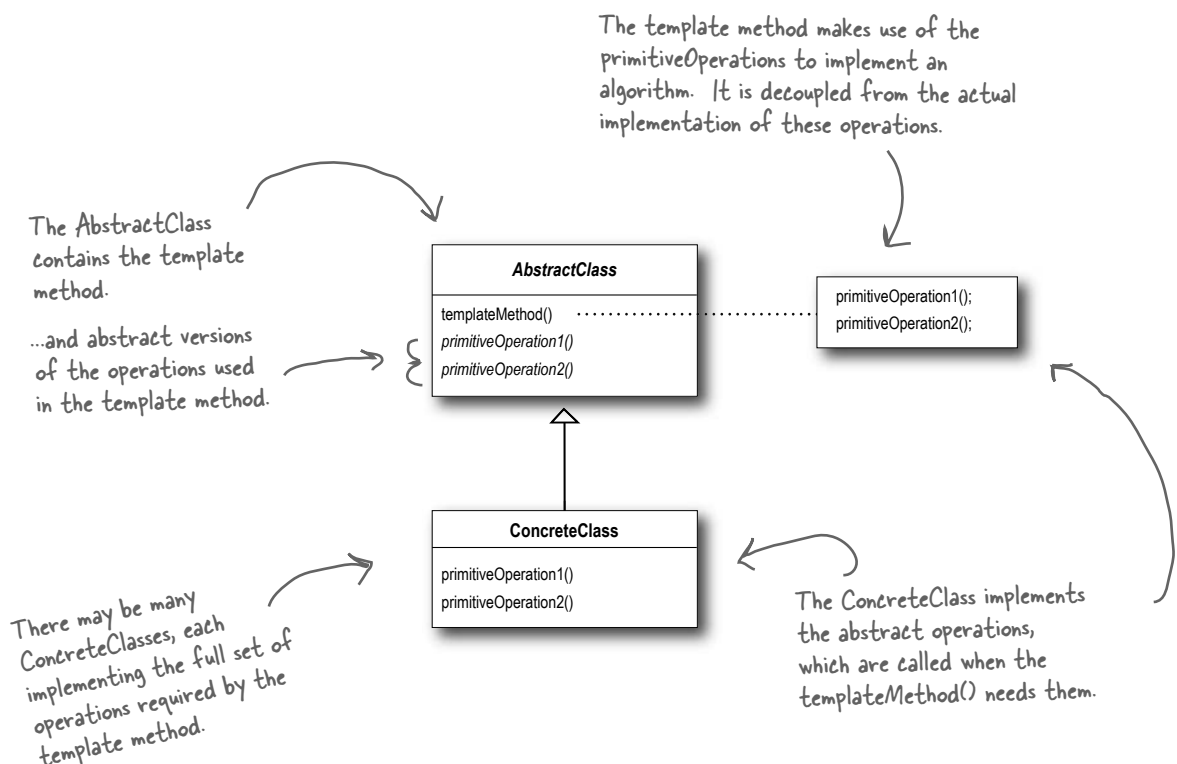 The template method makes use of the
primitiveOperations to implement an
algorithm. It is decoupled from the actual
implementation of these operations.
The AbstractClass
contains the template
method.
...and abstract versions
of the operations used
in the template method.
AbstractClass
templateMethod()
primitiveOperation1()
primitiveOperation2()
primitiveOperation1();
primitiveOperation2();
ConcreteClass
primitiveOperation1()
primitiveOperation2()
There may be many
ConcreteClasses, each
implementing the full set of
operations required by the
template method.
The ConcreteClass implements
the abstract operations,
which are called when the
templateMethod() needs them.